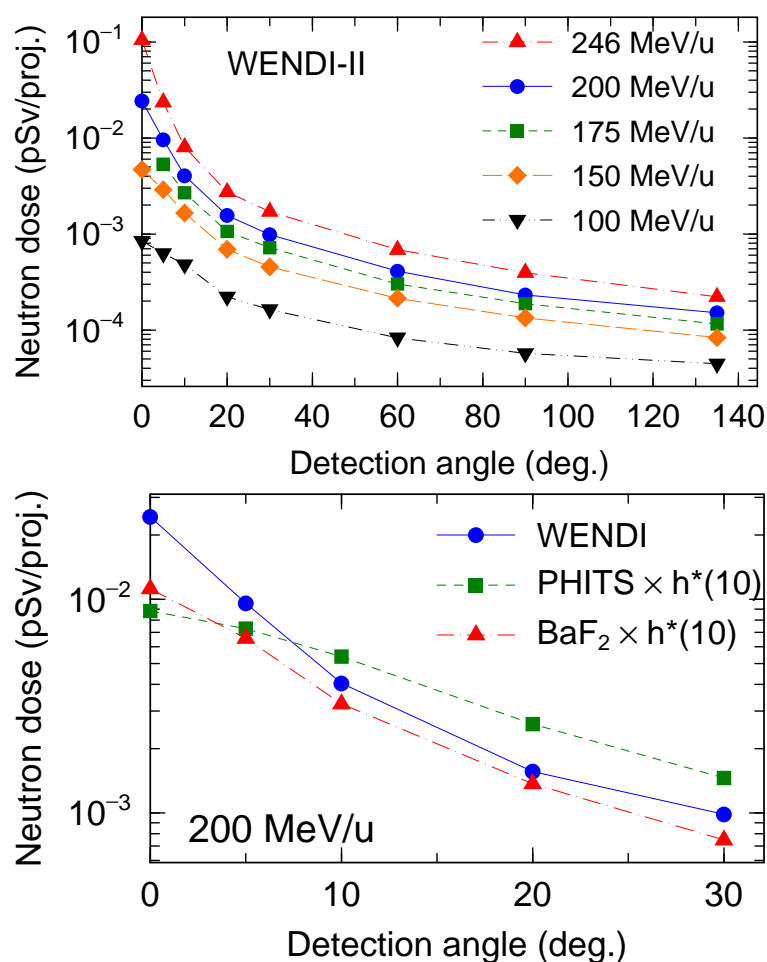 WENDI-II
246 MeV/u
200 MeV/u
175 MeV/u
150 MeV/u
100 MeV/u
10⁻¹
10⁻²
10⁻³
10⁻⁴
Neutron dose (pSv/proj.)
0 20 40 60 80 100 120 140
Detection angle (deg.)
WENDI
PHITS × h*(10)
BaF₂ × h*(10)
10⁻²
10⁻³
Neutron dose (pSv/proj.)
200 MeV/u
0 10 20 30
Detection angle (deg.)